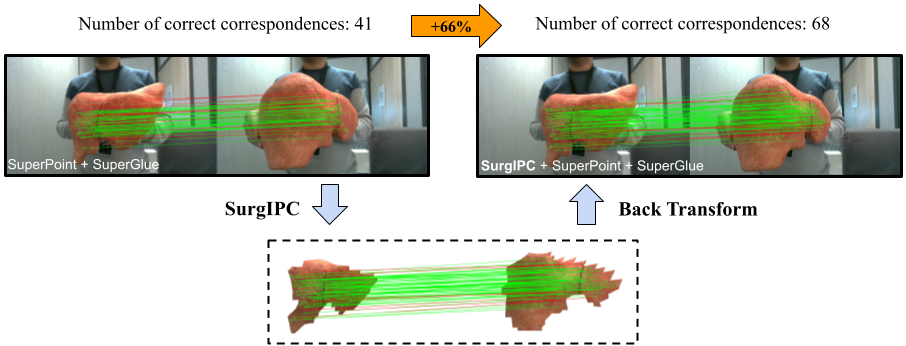 Number of correct correspondences: 41
+66%
Number of correct correspondences: 68
SuperPoint + SuperGlue
SurgIPC + SuperPoint + SuperGlue
SurgIPC
Back Transform